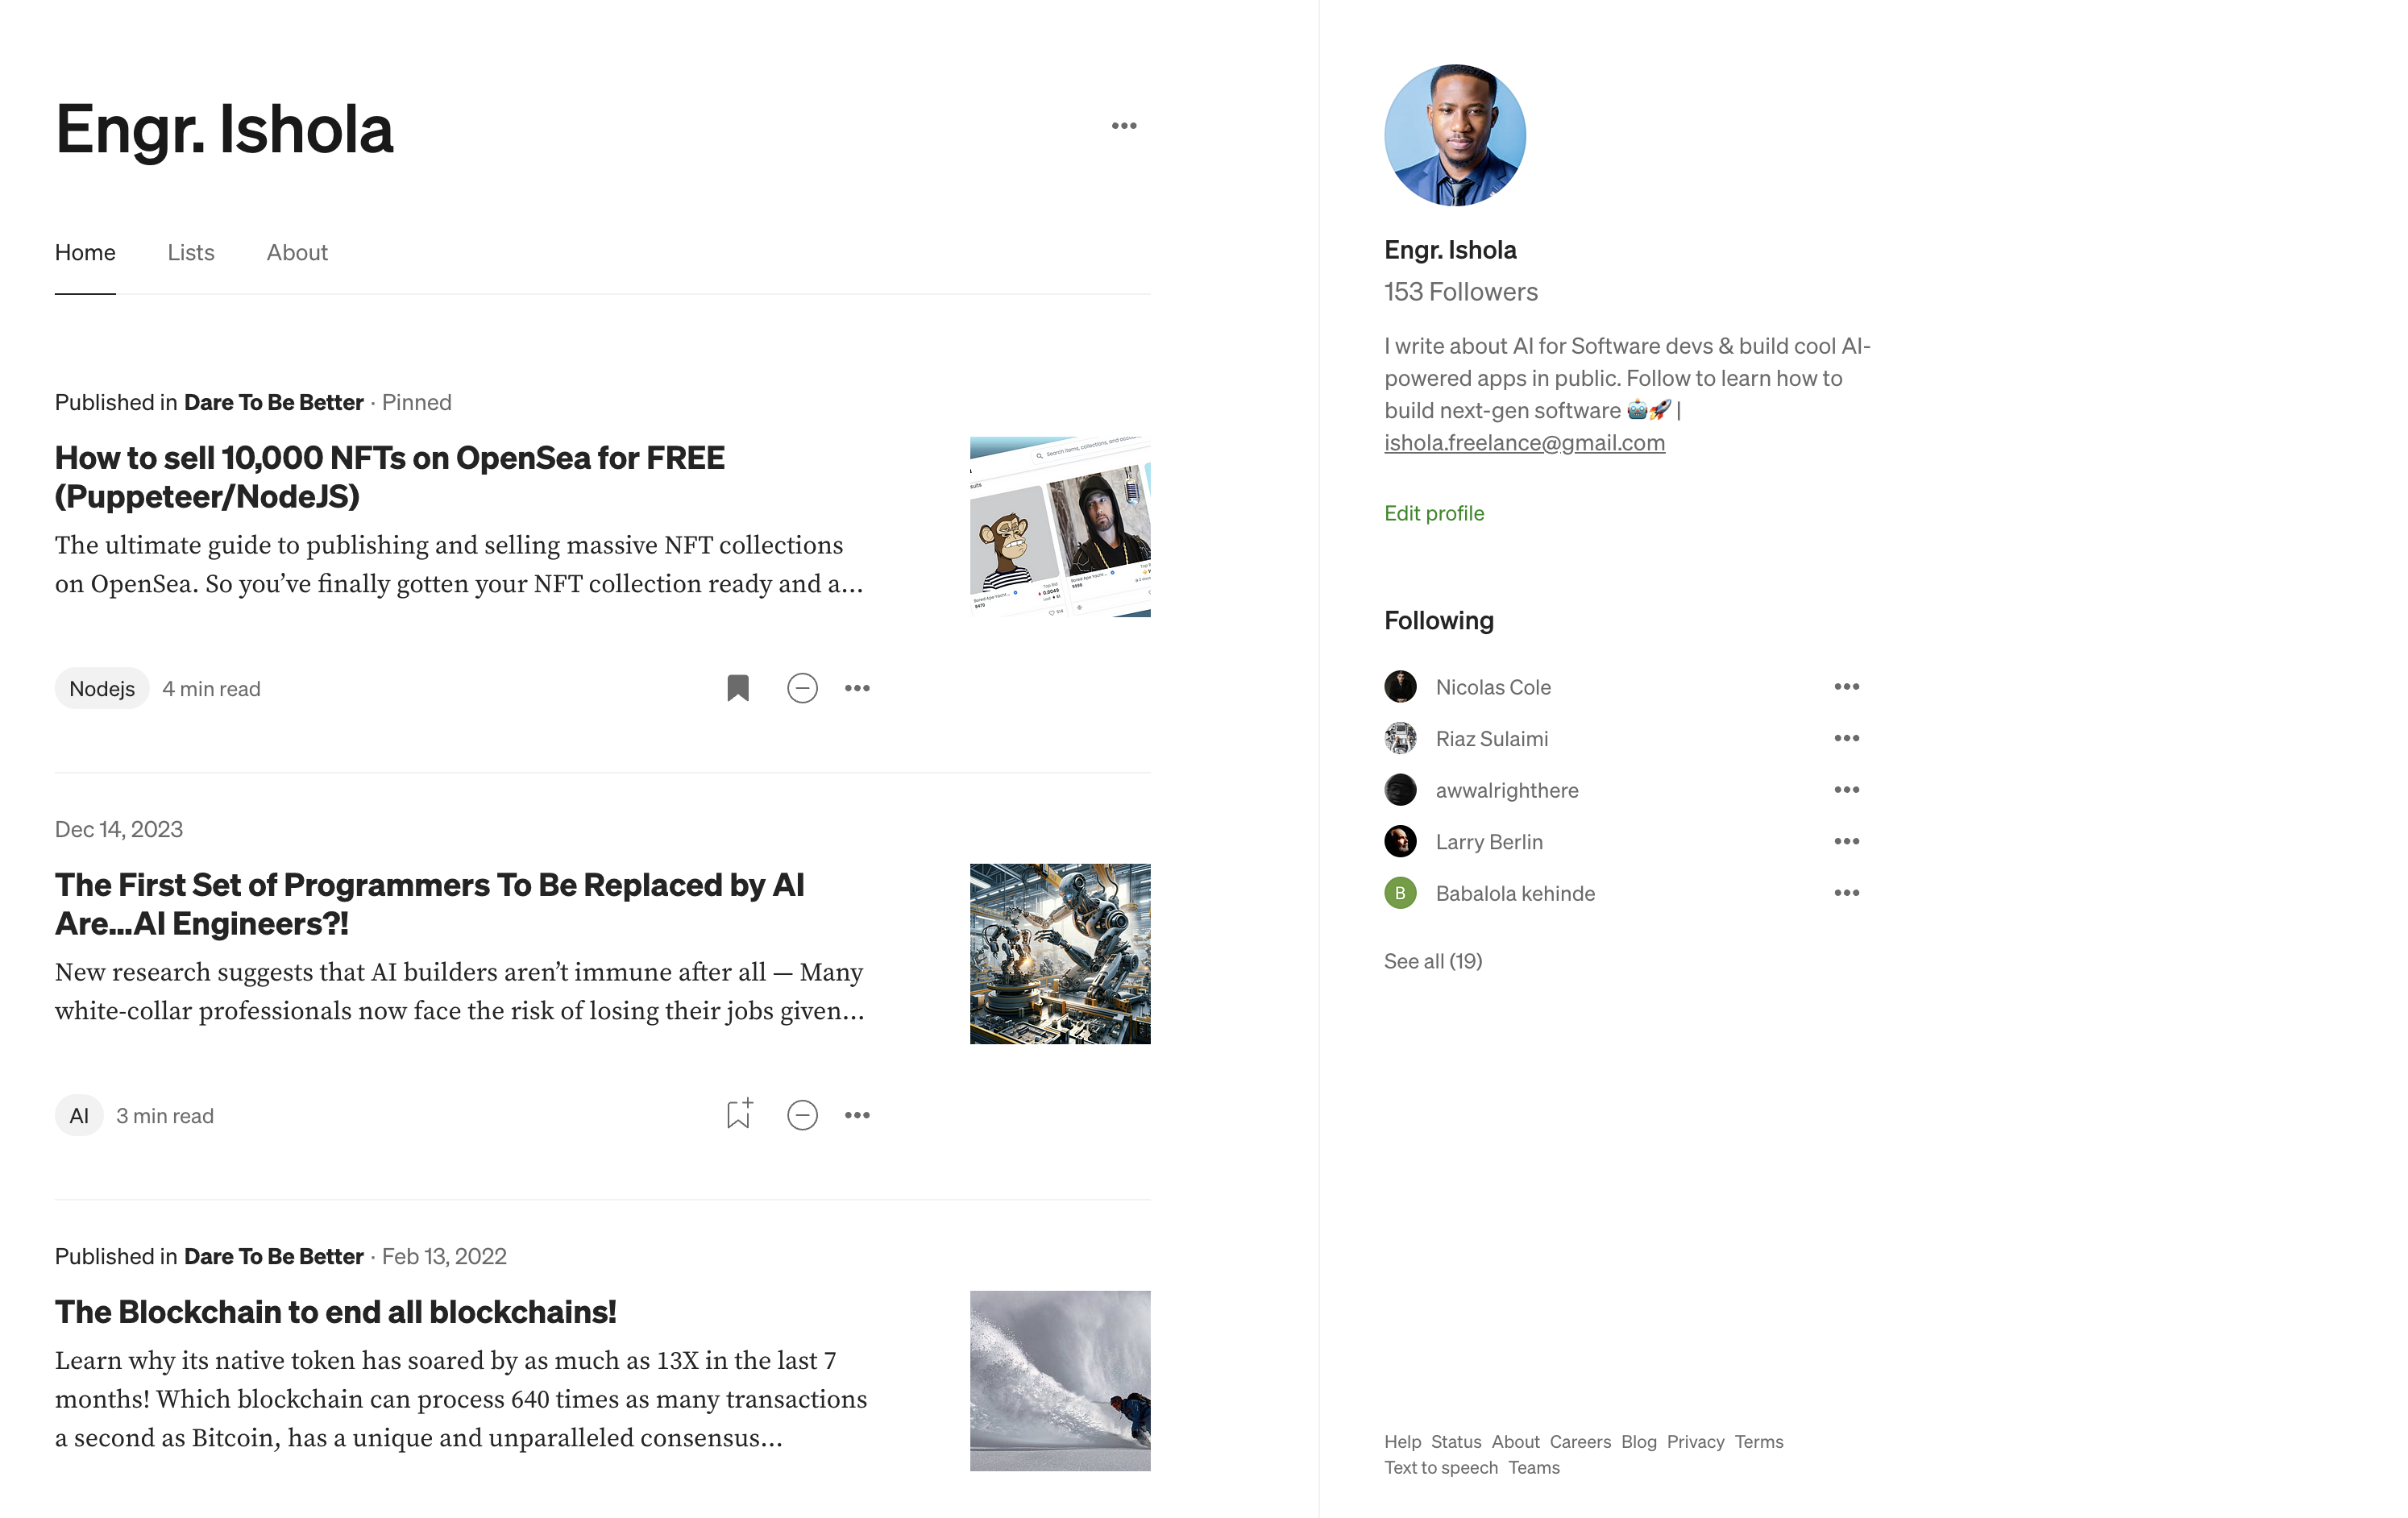 Engr. Ishola
Home Lists About
Published in Dare To Be Better · Pinned
How to sell 10,000 NFTs on OpenSea for FREE
(Puppeteer/NodeJS)
The ultimate guide to publishing and selling massive NFT collections
on OpenSea. So you’ve finally gotten your NFT collection ready and a...
Search items, collections, and
Nodejs 4 min read
Dec 14, 2023
The First Set of Programmers To Be Replaced by AI
Are...AI Engineers?!
New research suggests that AI builders aren’t immune after all — Many
white-collar professionals now face the risk of losing their jobs given...
AI 3 min read
Published in Dare To Be Better · Feb 13, 2022
The Blockchain to end all blockchains!
Learn why its native token has soared by as much as 13X in the last 7
months! Which blockchain can process 640 times as many transactions
a second as Bitcoin, has a unique and unparalleled consensus...
Engr. Ishola
153 Followers
I write about AI for Software devs & build cool AI-
powered apps in public. Follow to learn how to
build next-gen software 🤖🚀 |
ishola.freelance@gmail.com
Edit profile
Following
Nicolas Cole
Riaz Sulaimi
awwalrighthere
Larry Berlin
B Babalola kehinde
See all (19)
Help Status About Careers Blog Privacy Terms
Text to speech Teams